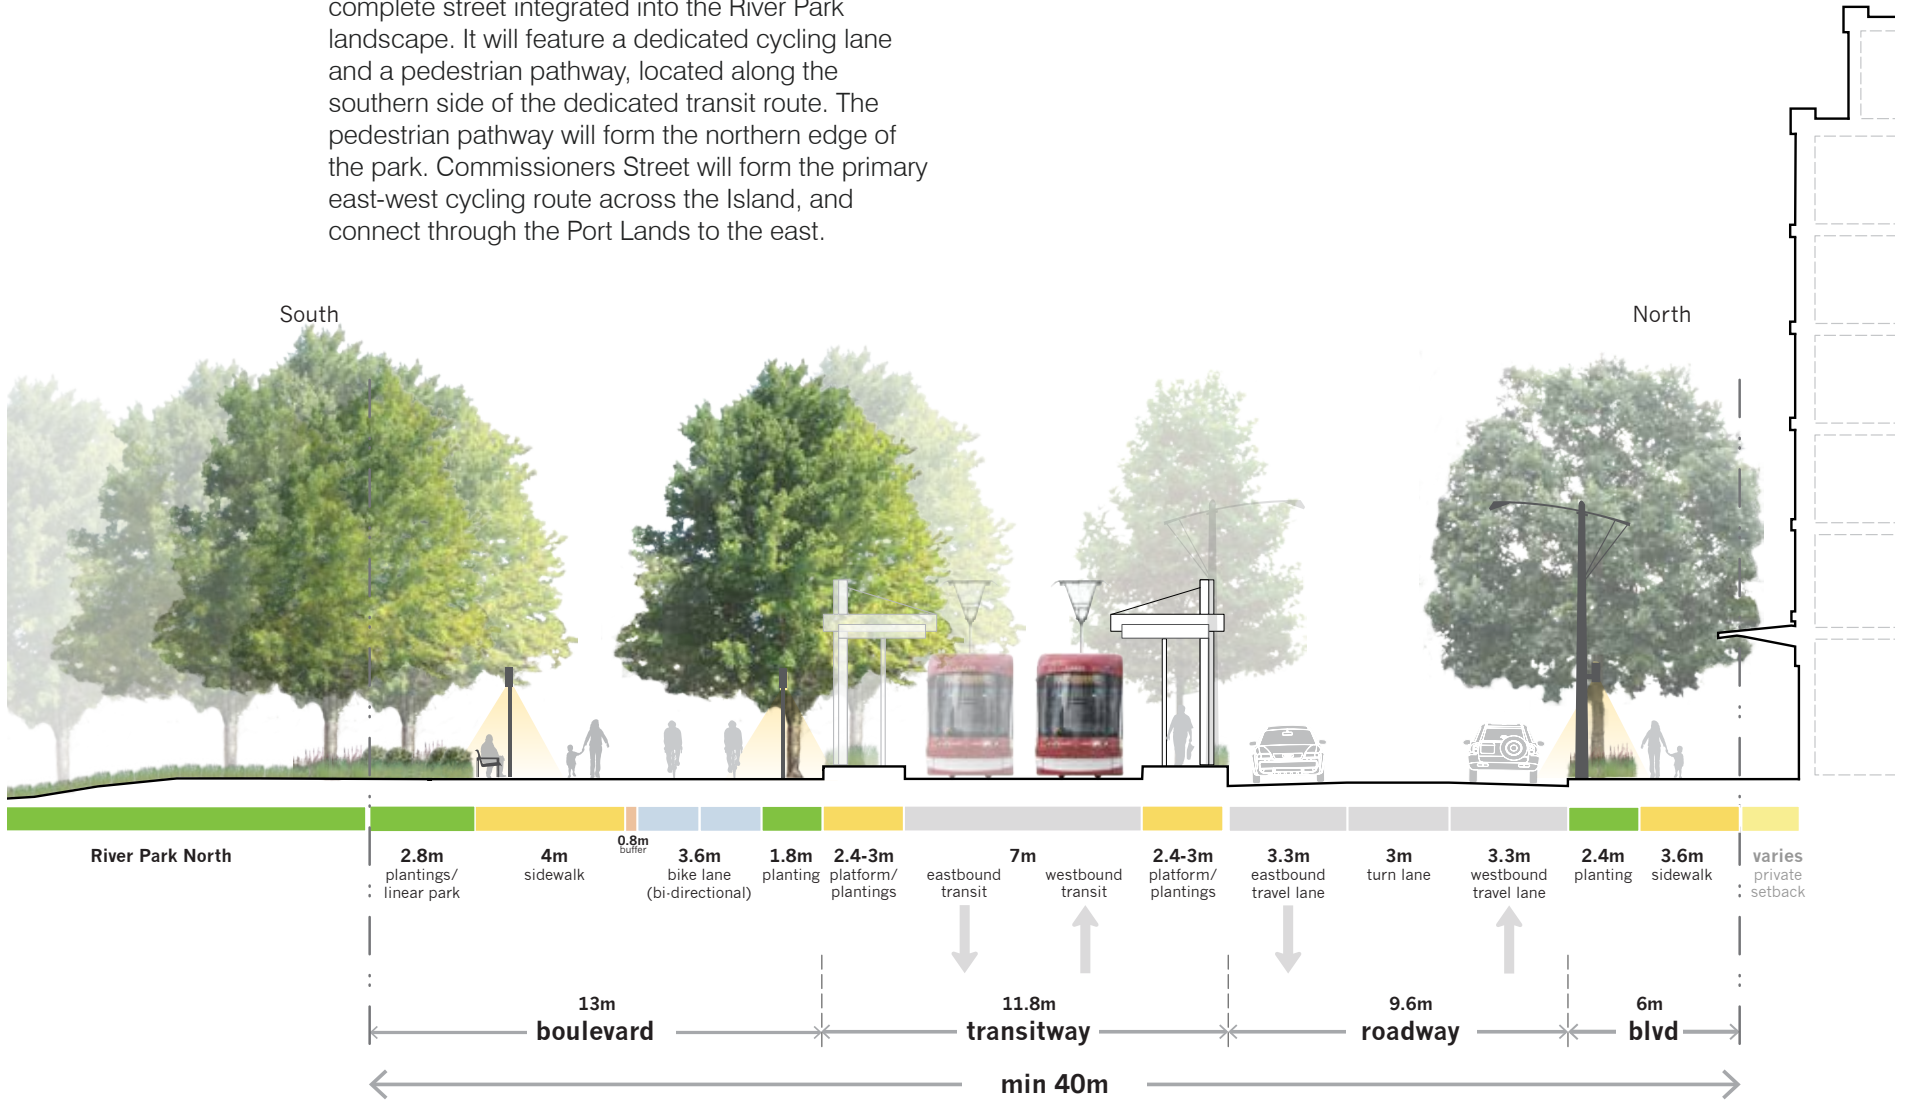 complete street integrated into the River Park
landscape. It will feature a dedicated cycling lane
and a pedestrian pathway, located along the
southern side of the dedicated transit route. The
pedestrian pathway will form the northern edge of
the park. Commissioners Street will form the primary
east-west cycling route across the Island, and
connect through the Port Lands to the east.
South
North
River Park North
2.8m
plantings/
linear park
4m
sidewalk
0.8m
buffer
3.6m
bike lane
(bi-directional)
1.8m
planting
2.4-3m
platform/
plantings
7m
eastbound
transit
westbound
transit
2.4-3m
platform/
plantings
3.3m
eastbound
travel lane
3m
turn lane
3.3m
westbound
travel lane
2.4m
planting
3.6m
sidewalk
varies
private
setback
13m
boulevard
11.8m
transitway
9.6m
roadway
6m
blvd
min 40m